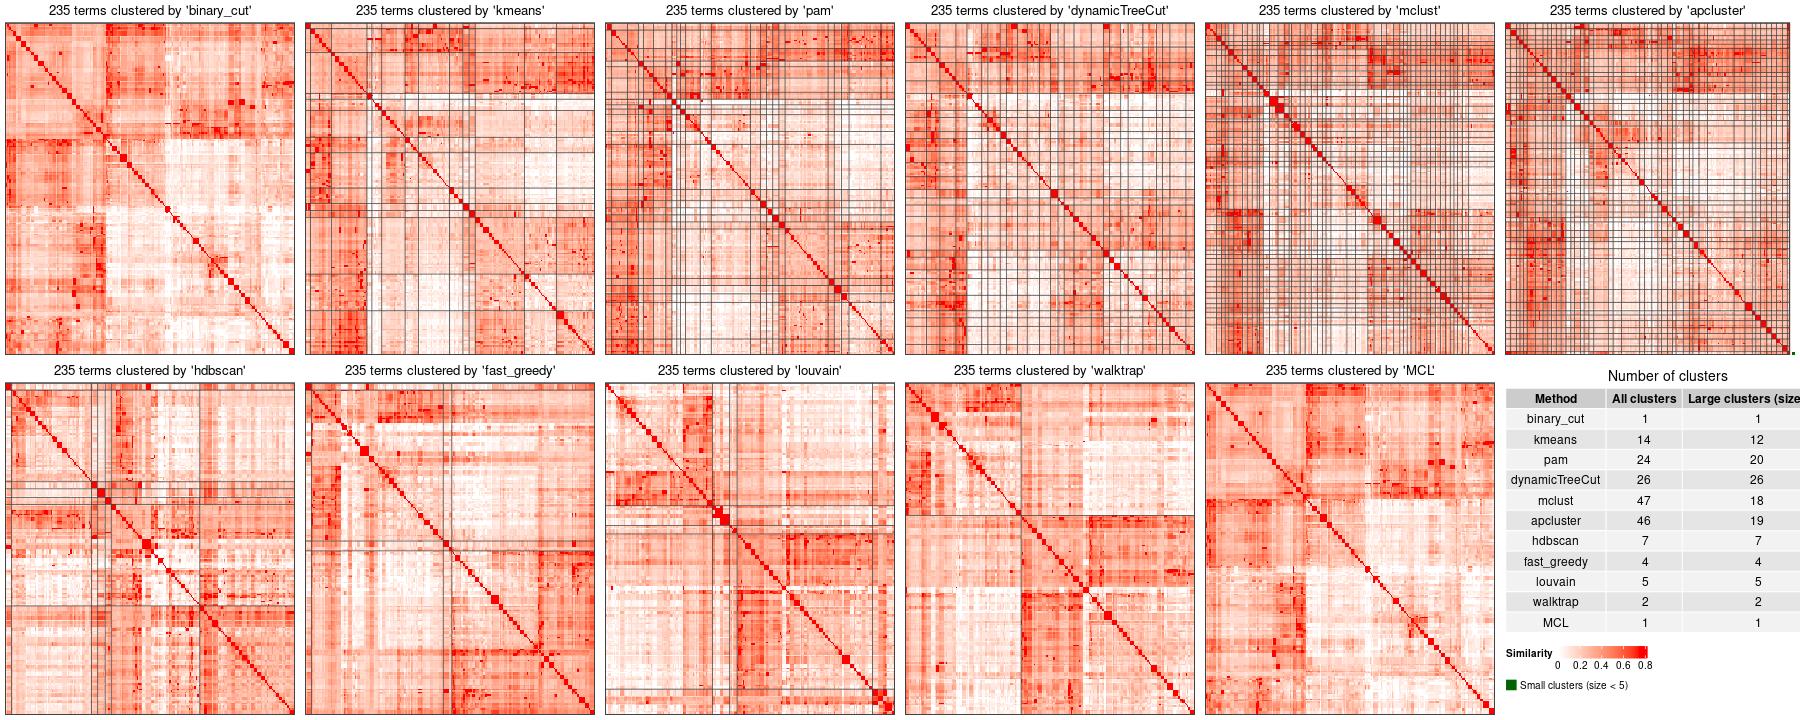 235 terms clustered by 'binary_cut'
235 terms clustered by 'kmeans'
235 terms clustered by 'pam'
235 terms clustered by 'dynamicTreeCut'
235 terms clustered by 'mclust'
235 terms clustered by 'apcluster'
235 terms clustered by 'hdbscan'
235 terms clustered by 'fast_greedy'
235 terms clustered by 'louvain'
235 terms clustered by 'walktrap'
235 terms clustered by 'MCL'
Number of clusters
Method All clusters Large clusters (size
binary_cut 1 1
kmeans 14 12
pam 24 20
dynamicTreeCut 26 26
mclust 47 18
apcluster 46 19
hdbscan 7 7
fast_greedy 4 4
louvain 5 5
walktrap 2 2
MCL 1 1
Similarity
0 0.2 0.4 0.6 0.8
Small clusters (size < 5)